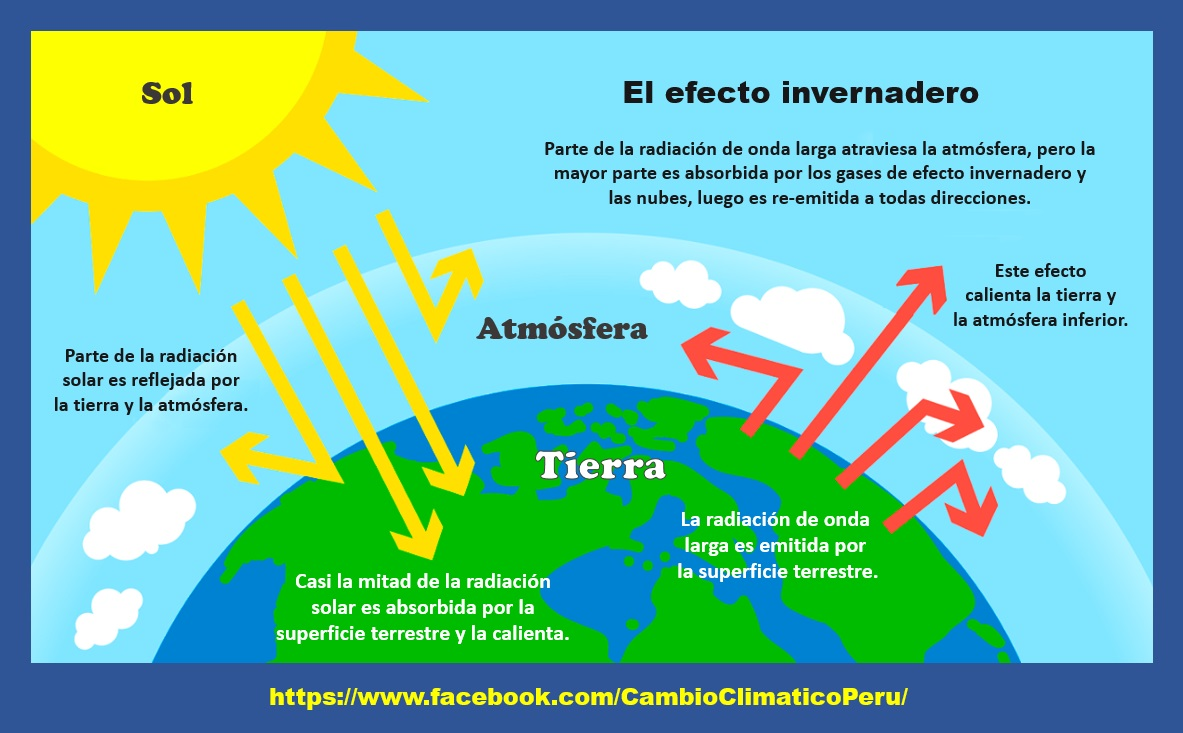 Sol
El efecto invernadero
Parte de la radiación de onda larga atraviesa la atmósfera, pero la
mayor parte es absorbida por los gases de efecto invernadero y
las nubes, luego es re-emitida a todas direcciones.
Este efecto
calienta la tierra y
la atmósfera inferior.
Atmósfera
Parte de la radiación
solar es reflejada por
la tierra y la atmósfera.
Tierra
La radiación de onda
larga es emitida por
la superficie terrestre.
Casi la mitad de la radiación
solar es absorbida por la
superficie terrestre y la calienta.
https://www.facebook.com/CambioClimaticoPeru/